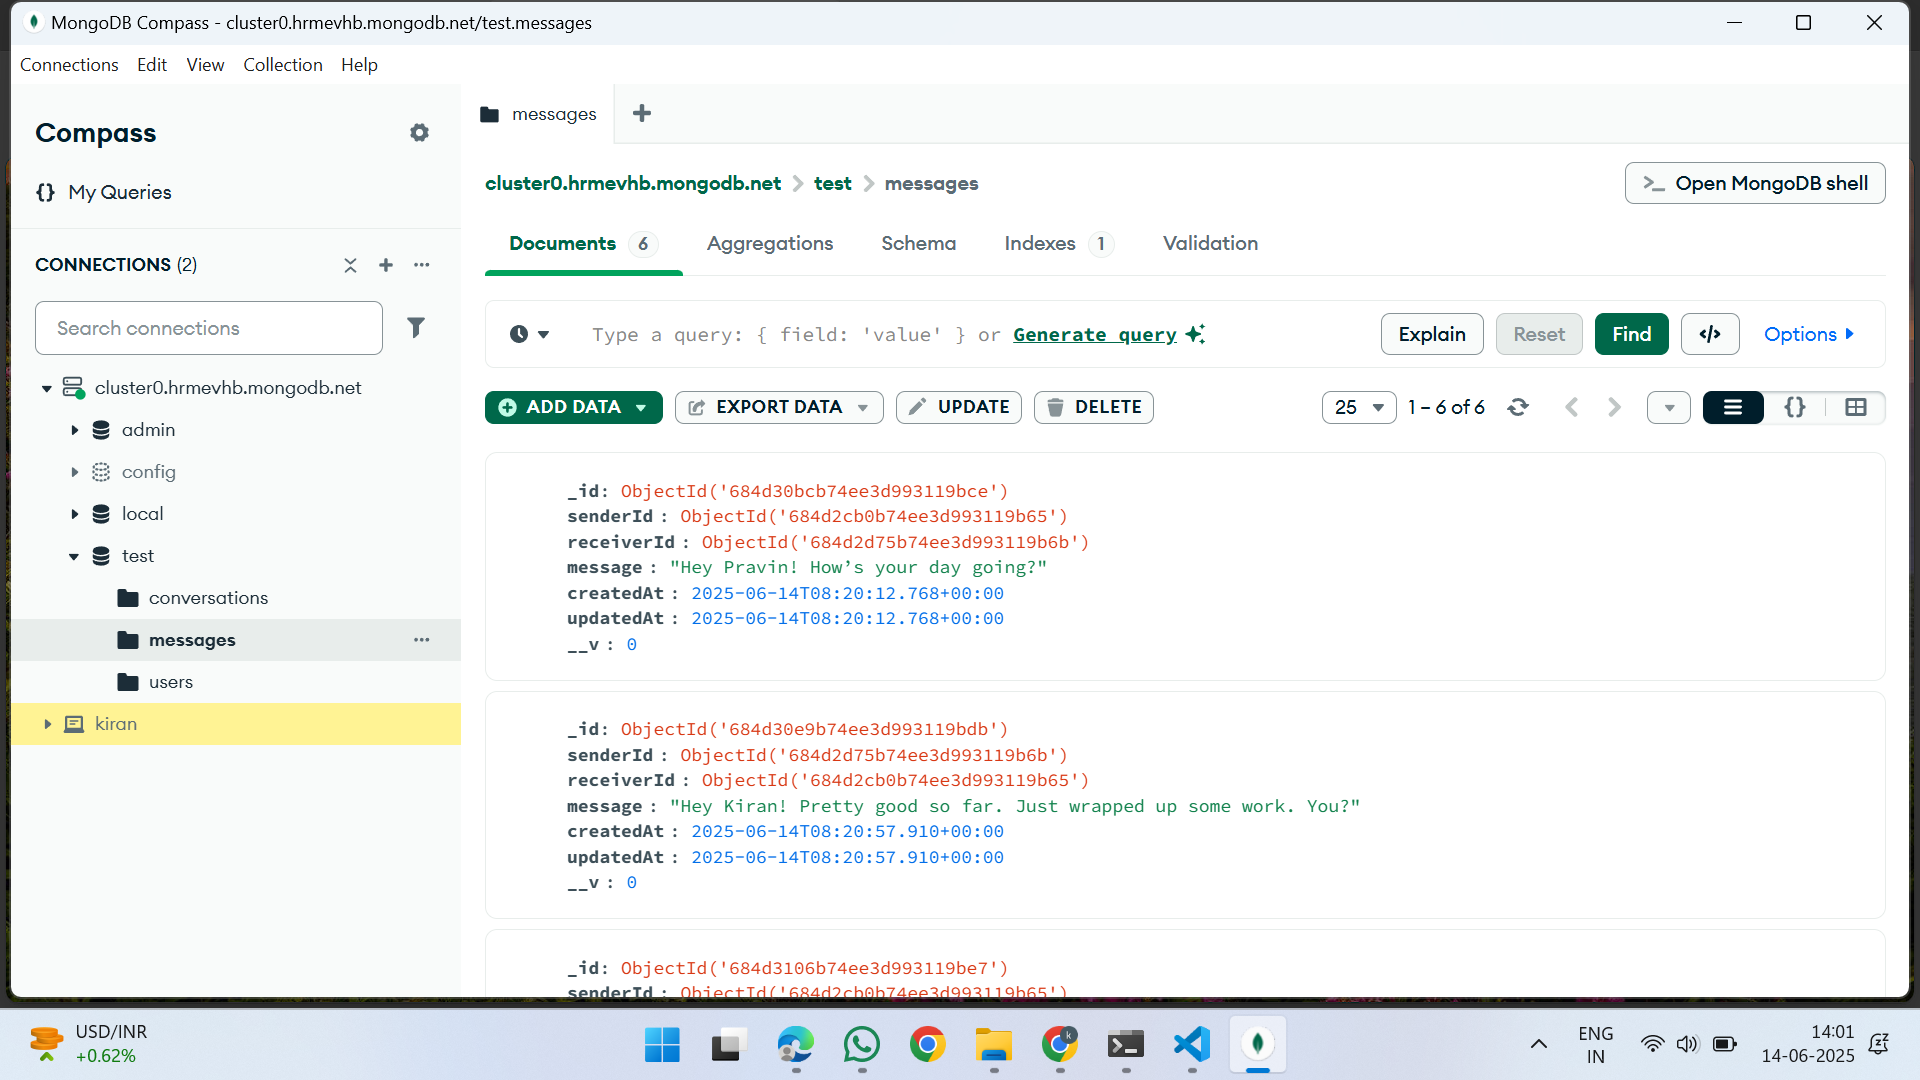 MongoDB Compass - cluster0.hrmevhb.mongodb.net/test.messages
Connections Edit View Collection Help
Compass
{} My Queries
CONNECTIONS (2)
Search connections
cluster0.hrmevhb.mongodb.net
admin
config
local
test
conversations
messages
users
kiran
messages
cluster0.hrmevhb.mongodb.net > test > messages
>_ Open MongoDB shell
Documents 6 Aggregations Schema Indexes 1 Validation
Type a query: { field: 'value' } or Generate query
Explain Reset Find </> Options
ADD DATA EXPORT DATA UPDATE DELETE
25 1 – 6 of 6 {}
_id: ObjectId('684d30bcb74ee3d993119bce')
senderId : ObjectId('684d2cb0b74ee3d993119b65')
receiverId : ObjectId('684d2d75b74ee3d993119b6b')
message : "Hey Pravin! How’s your day going?"
createdAt : 2025-06-14T08:20:12.768+00:00
updatedAt : 2025-06-14T08:20:12.768+00:00
__v : 0
_id: ObjectId('684d30e9b74ee3d993119bdb')
senderId : ObjectId('684d2d75b74ee3d993119b6b')
receiverId : ObjectId('684d2cb0b74ee3d993119b65')
message : "Hey Kiran! Pretty good so far. Just wrapped up some work. You?"
createdAt : 2025-06-14T08:20:57.910+00:00
updatedAt : 2025-06-14T08:20:57.910+00:00
__v : 0
_id: ObjectId('684d3106b74ee3d993119be7')
senderId : ObjectId('684d2cb0b74ee3d993119b65')
USD/INR
+0.62%
k
ENG
IN
14:01
14-06-2025